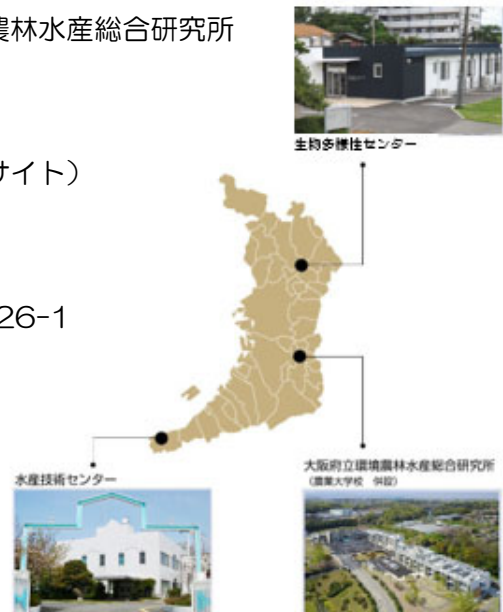 農林水産総合研究所
生物多様性センター
サイト）
26-1
水産技術センター
大阪府立環境農林水産総合研究所
（農業大学校　併設）